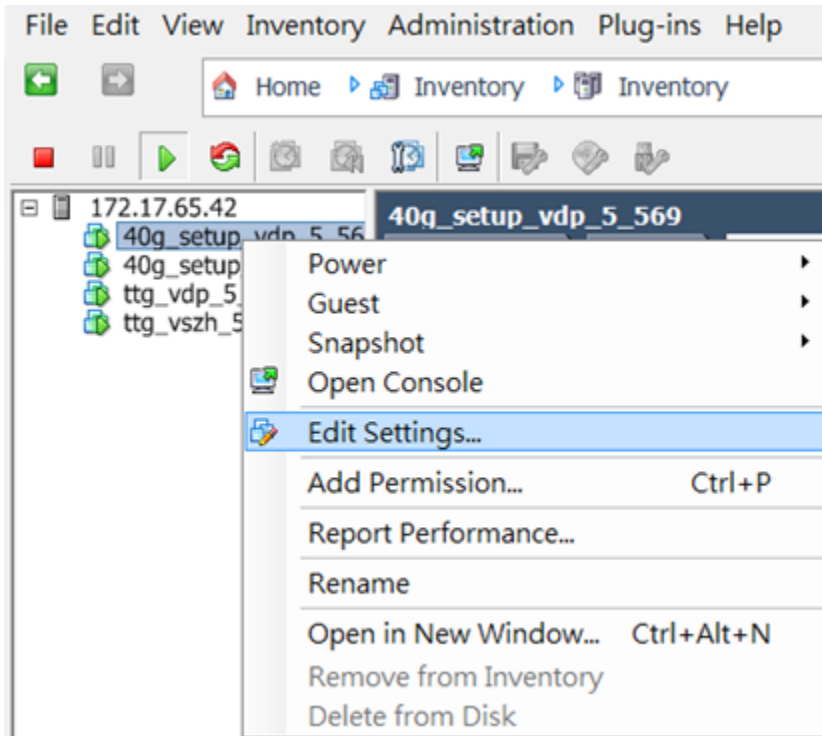 File Edit View Inventory Administration Plug-ins Help
Home Inventory Inventory
172.17.65.42
40g_setup_vdp_5_569
40g_setup_vdp_5_56
40g_setup
ttg_vdp_5
ttg_vszh_5
Power
Guest
Snapshot
Open Console
Edit Settings...
Add Permission... Ctrl+P
Report Performance...
Rename
Open in New Window... Ctrl+Alt+N
Remove from Inventory
Delete from Disk